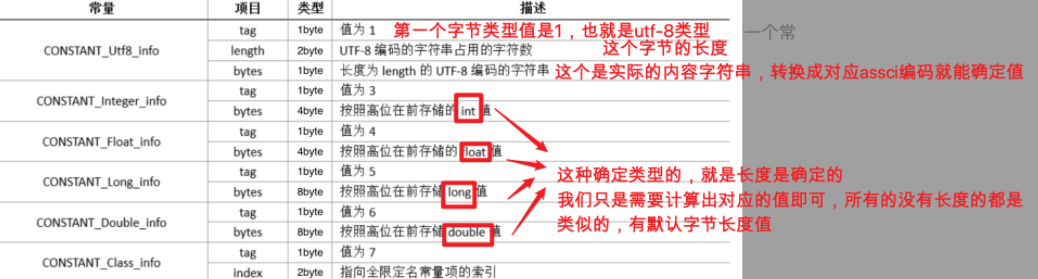 常量 项目 类型 描述
CONSTANT_Utf8_info tag 1byte 值为 1 第一个字节类型值是1，也就是utf-8类型 一个常
length 2byte UTF-8 编码的字符串占用的字符数 这个字节的长度
bytes 1byte 长度为 length 的 UTF-8 编码的字符串 这个是实际的内容字符串，转换成对应assci编码就能确定值
CONSTANT_Integer_info tag 1byte 值为 3
bytes 4byte 按照高位在前存储的 int 值
CONSTANT_Float_info tag 1byte 值为 4
bytes 4byte 按照高位在前存储的 float 值
CONSTANT_Long_info tag 1byte 值为 5
bytes 8byte 按照高位在前存储 long 值
CONSTANT_Double_info tag 1byte 值为 6
bytes 8byte 按照高位在前存储 double 值
这种确定类型的，就是长度是确定的
我们只是需要计算出对应的值即可，所有的没有长度的都是
类似的，有默认字节长度值
CONSTANT_Class_info tag 1byte 值为 7
index 2byte 指向全限定名常量项的索引